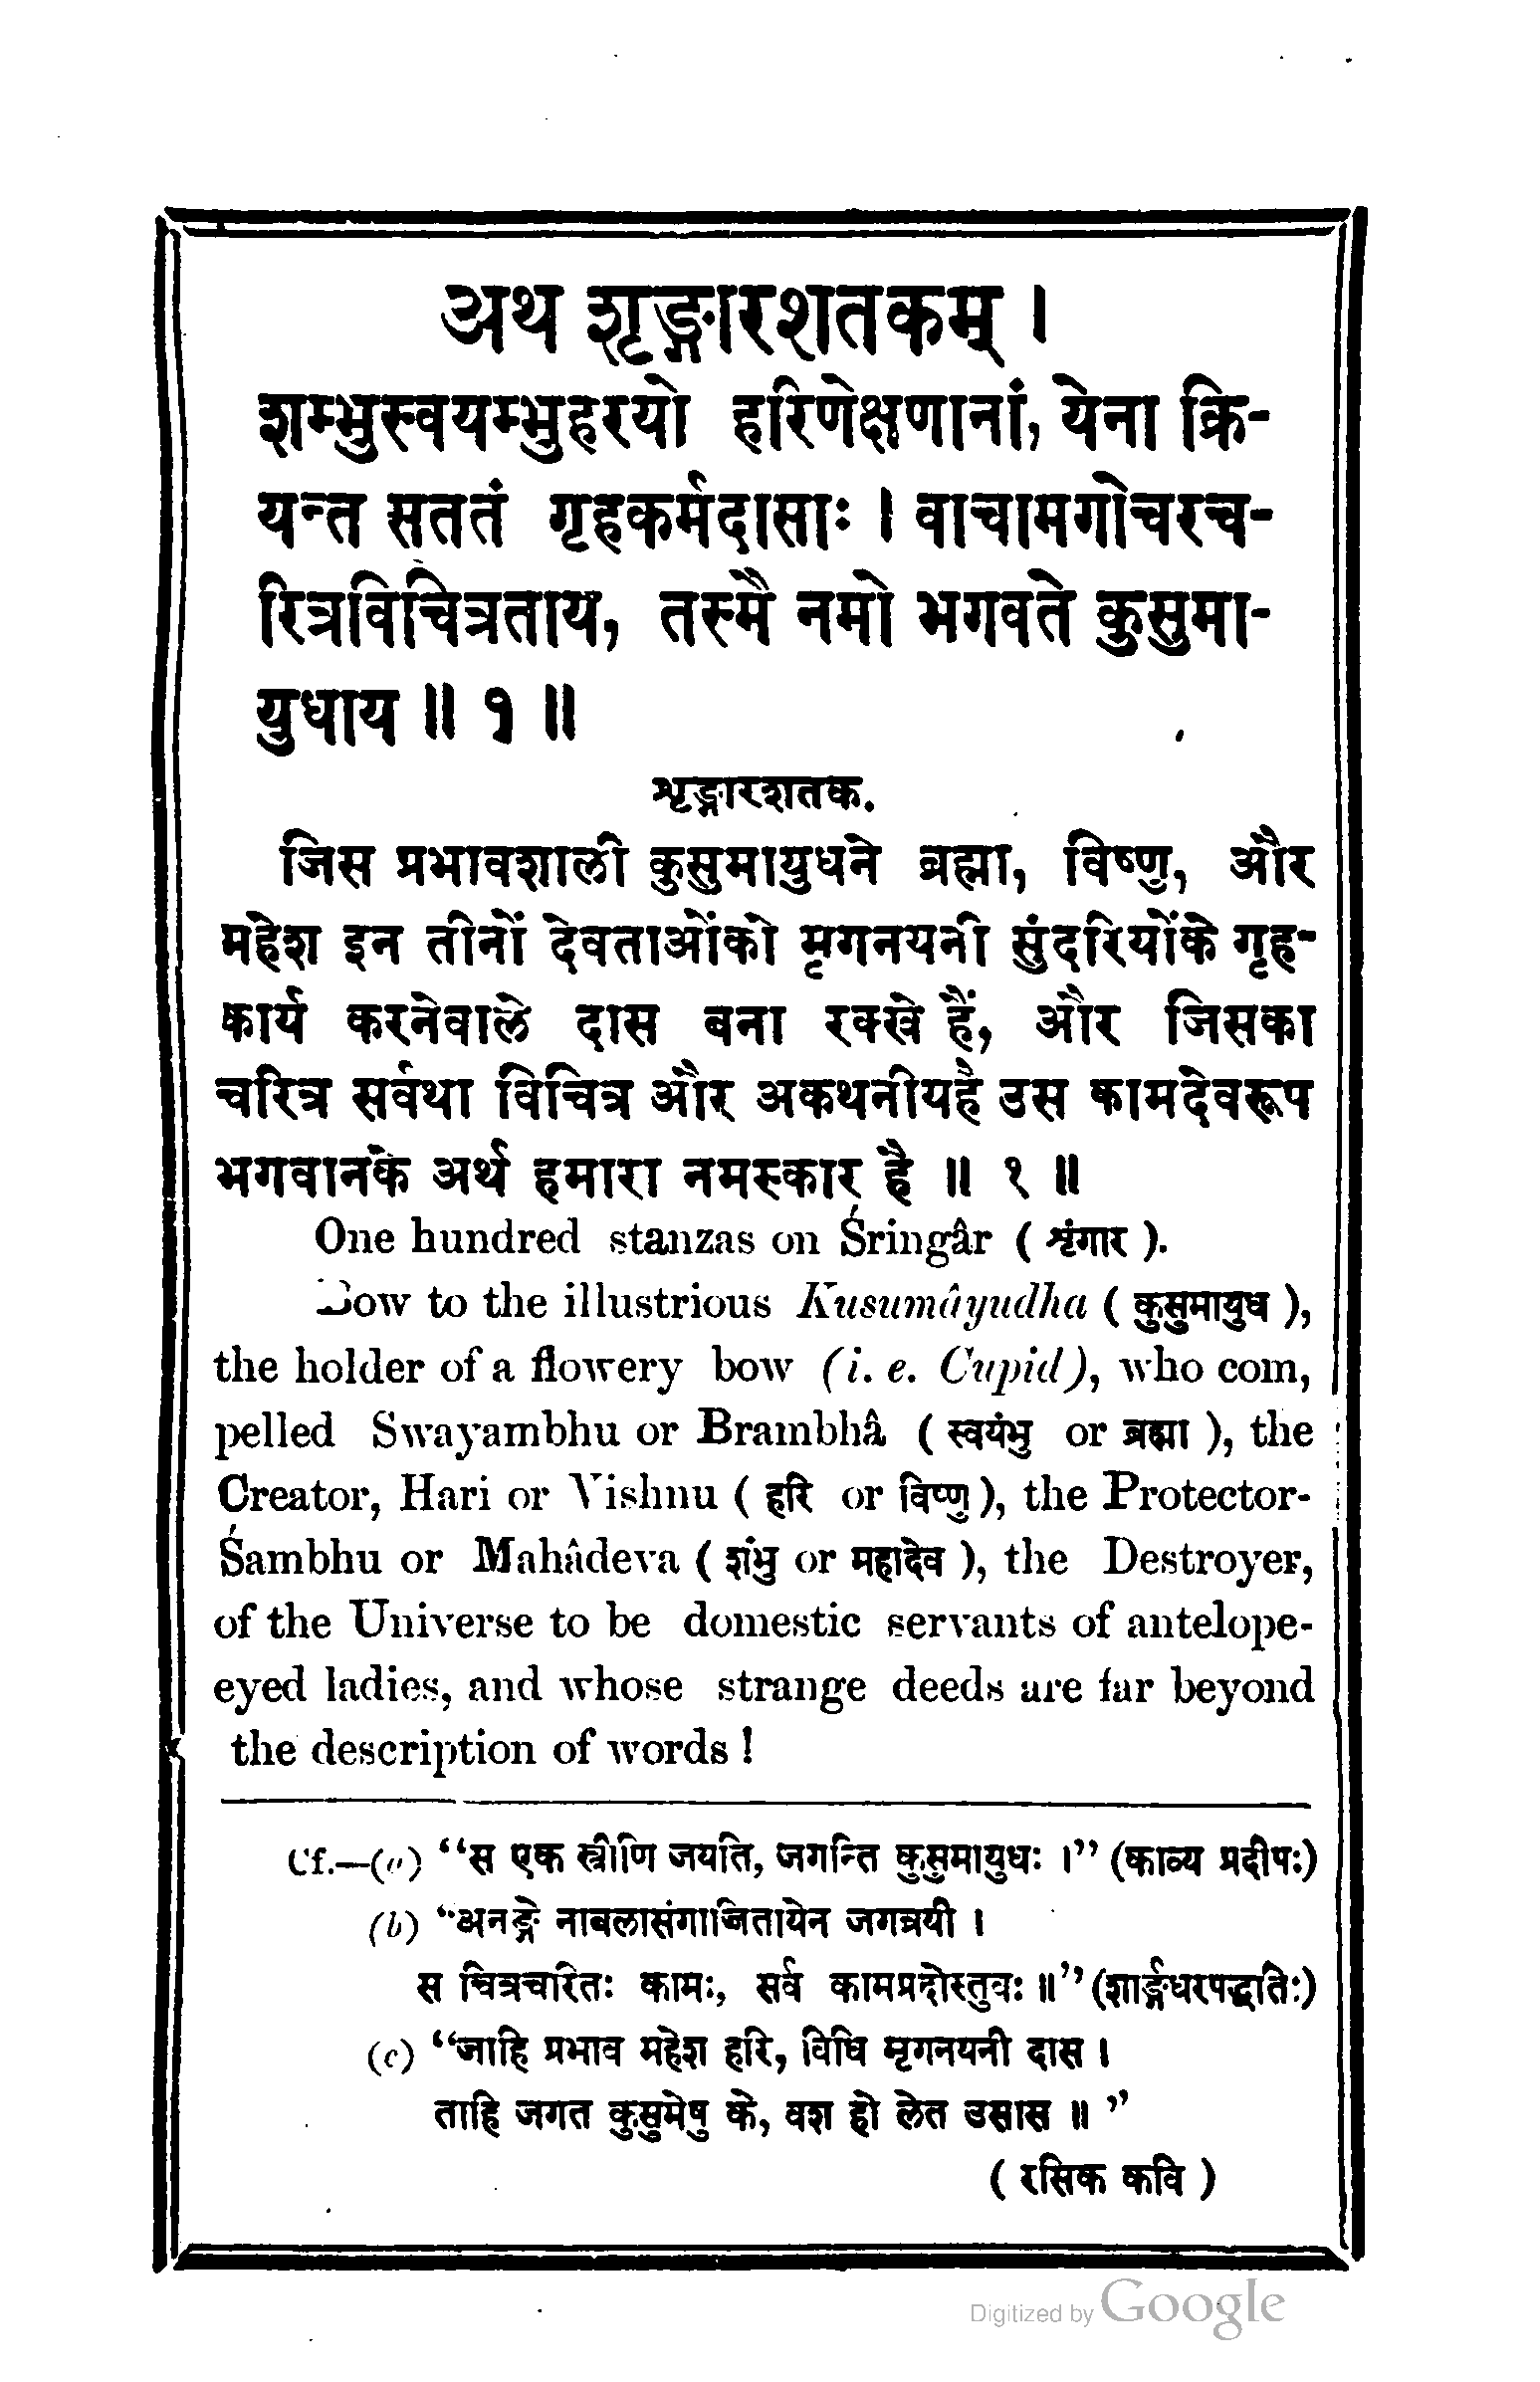 अथ शृङ्गारशतकम् ।
शम्भुस्वयम्भुहरयो हरिणेक्षणानां, येना क्रि-
यन्त सततं गृहकर्मदासाः । वाचामगोचरच-
रित्रविचित्रताय, तस्मै नमो भगवते कुसुमा-
युधाय ॥ १ ॥
शृङ्गारशतक.
जिस प्रभावशाली कुसुमायुधने ब्रह्मा, विष्णु, और
महेश इन तीनों देवताओंको मृगनयनी सुंदरियोंके गृह-
कार्य करनेवाले दास बना रक्खे हैं, और जिसका
चरित्र सर्वथा विचित्र और अकथनीयहै उस कामदेवरूप
भगवानके अर्थ हमारा नमस्कार है ॥ १ ॥
One hundred stanzas on Śringâr ( शृंगार ).
Bow to the illustrious Kusumâyudha ( कुसुमायुध ),
the holder of a flowery bow (i. e. Cupid), who com,
pelled Swayambhu or Brambhâ ( स्वयंभु or ब्रह्मा ), the
Creator, Hari or Vishnu ( हरि or विष्णु ), the Protector-
Śambhu or Mahâdeva ( शंभु or महादेव ), the Destroyer,
of the Universe to be domestic servants of antelope-
eyed ladies, and whose strange deeds are far beyond
the description of words !
Cf.—(a) “स एक स्त्रीणि जयति, जगन्ति कुसुमायुधः ।” (काव्य प्रदीपः)
(b) “अनङ्गे नाबलासंगाज्जितायेन जगत्रयी ।
स चित्रचरितः कामः, सर्व कामप्रदोस्तुवः ॥” (शार्ङ्गधरपद्धतिः)
(c) “जाहि प्रभाव महेश हरि, विधि मृगनयनी दास ।
ताहि जगत कुसुमेषु के, वश हो लेत उसास ॥ ”
( रसिक कवि )
Digitized by Google